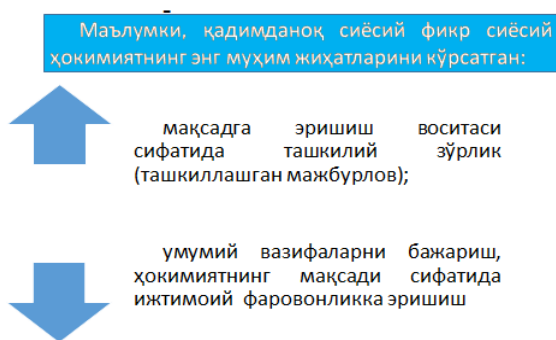 Маълумки, қадимданоқ сиёсий фикр сиёсий
ҳокимиятнинг энг муҳим жиҳатларини кўрсатган:
мақсадга эришиш воситаси
сифатида ташкилий зўрлик
(ташкиллашган мажбурлов);
умумий вазифаларни бажариш,
ҳокимиятнинг мақсади сифатида
ижтимоий фаровонликка эришиш